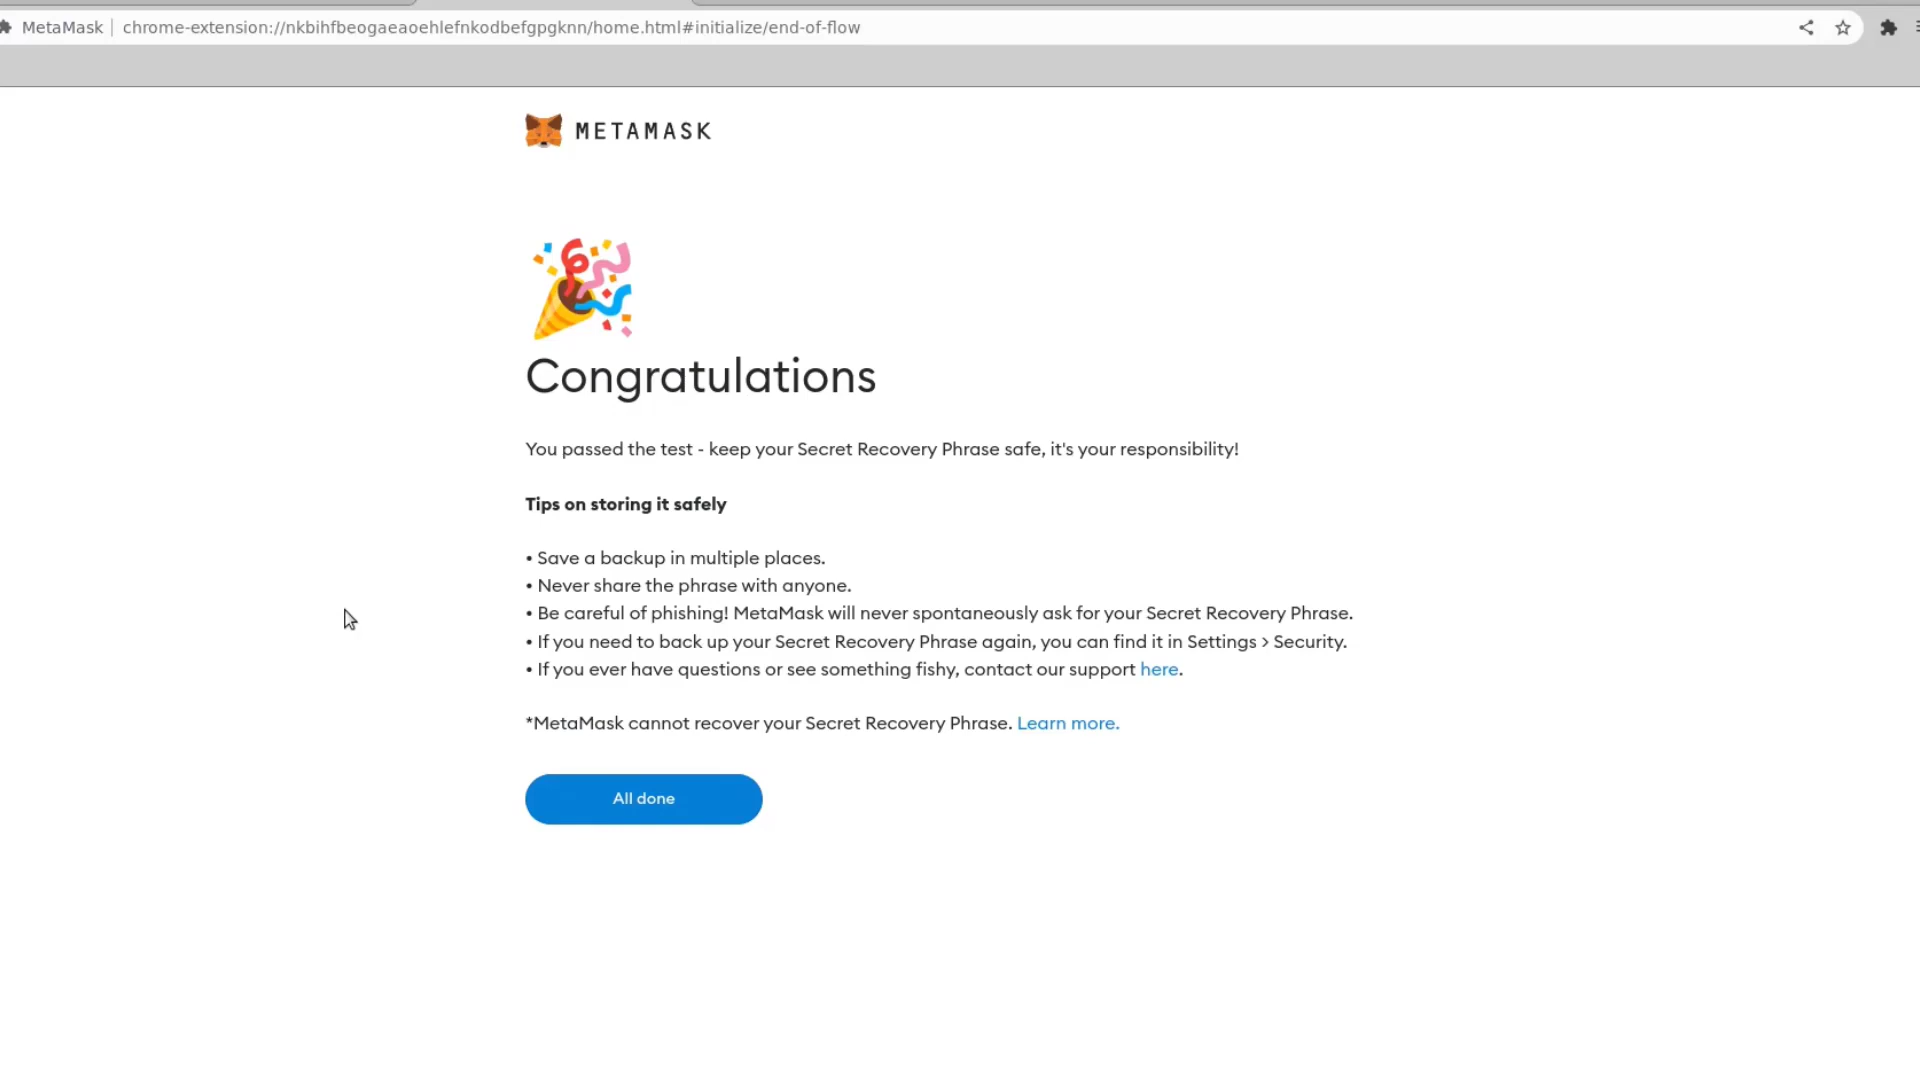 MetaMask | chrome-extension://nkbihfbeogaeaoehlefnkodbefgpgknn/home.html#initialize/end-of-flow
METAMASK
Congratulations
You passed the test - keep your Secret Recovery Phrase safe, it's your responsibility!
Tips on storing it safely
• Save a backup in multiple places.
• Never share the phrase with anyone.
• Be careful of phishing! MetaMask will never spontaneously ask for your Secret Recovery Phrase.
• If you need to back up your Secret Recovery Phrase again, you can find it in Settings > Security.
• If you ever have questions or see something fishy, contact our support here.
*MetaMask cannot recover your Secret Recovery Phrase. Learn more.
All done